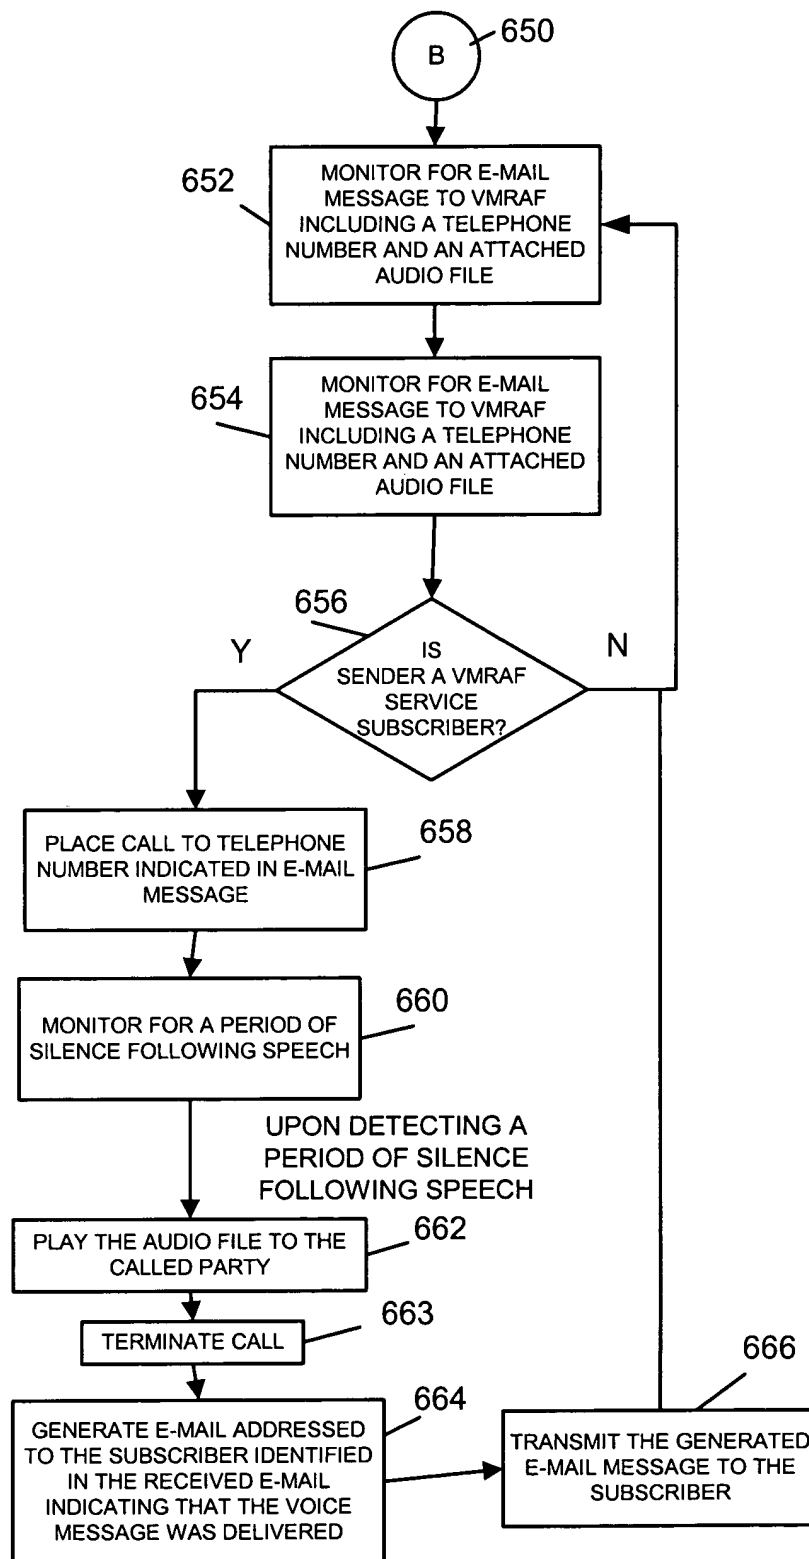 B
650
652
MONITOR FOR E-MAIL
MESSAGE TO VMRAF
INCLUDING A TELEPHONE
NUMBER AND AN ATTACHED
AUDIO FILE
654
MONITOR FOR E-MAIL
MESSAGE TO VMRAF
INCLUDING A TELEPHONE
NUMBER AND AN ATTACHED
AUDIO FILE
656
Y
IS
SENDER A VMRAF
SERVICE
SUBSCRIBER?
N
PLACE CALL TO TELEPHONE
NUMBER INDICATED IN E-MAIL
MESSAGE
658
MONITOR FOR A PERIOD OF
SILENCE FOLLOWING SPEECH
660
UPON DETECTING A
PERIOD OF SILENCE
FOLLOWING SPEECH
PLAY THE AUDIO FILE TO THE
CALLED PARTY
662
TERMINATE CALL
663
GENERATE E-MAIL ADDRESSED
TO THE SUBSCRIBER IDENTIFIED
IN THE RECEIVED E-MAIL
INDICATING THAT THE VOICE
MESSAGE WAS DELIVERED
664
666
TRANSMIT THE GENERATED
E-MAIL MESSAGE TO THE
SUBSCRIBER